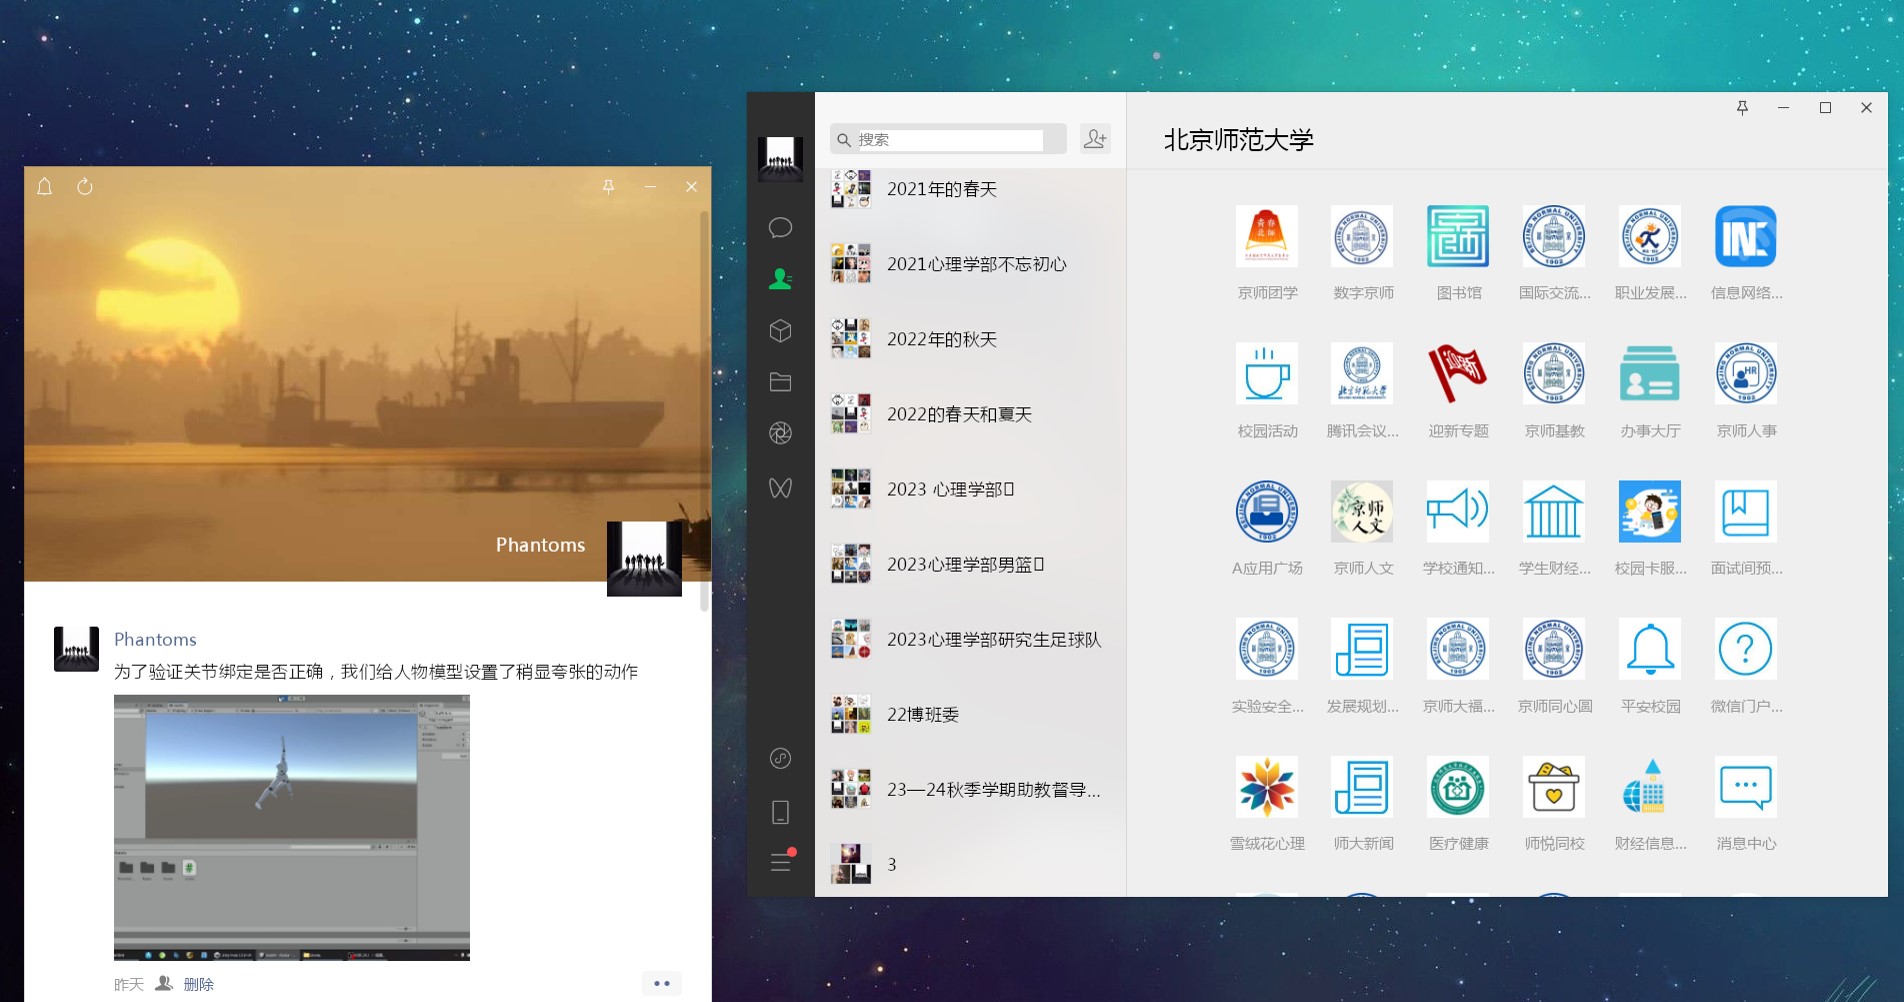 Phantoms
Phantoms
为了验证关节绑定是否正确，我们给人物模型设置了稍显夸张的动作
昨天
删除
搜索
2021年的春天
2021心理学部不忘初心
2022年的秋天
2022的春天和夏天
2023 心理学部
2023心理学部男篮
2023心理学部研究生足球队
22博班委
23—24秋季学期助教督导...
3
北京师范大学
京师团学 数字京师 图书馆 国际交流... 职业发展... 信息网络...
校园活动 腾讯会议... 迎新专题 京师基教 办事大厅 京师人事
京师人文
A应用广场 京师人文 学校通知... 学生财经... 校园卡服... 面试间预...
实验安全... 发展规划... 京师大福... 京师同心圆 平安校园 微信门户...
雪绒花心理 师大新闻 医疗健康 师悦同校 财经信息... 消息中心